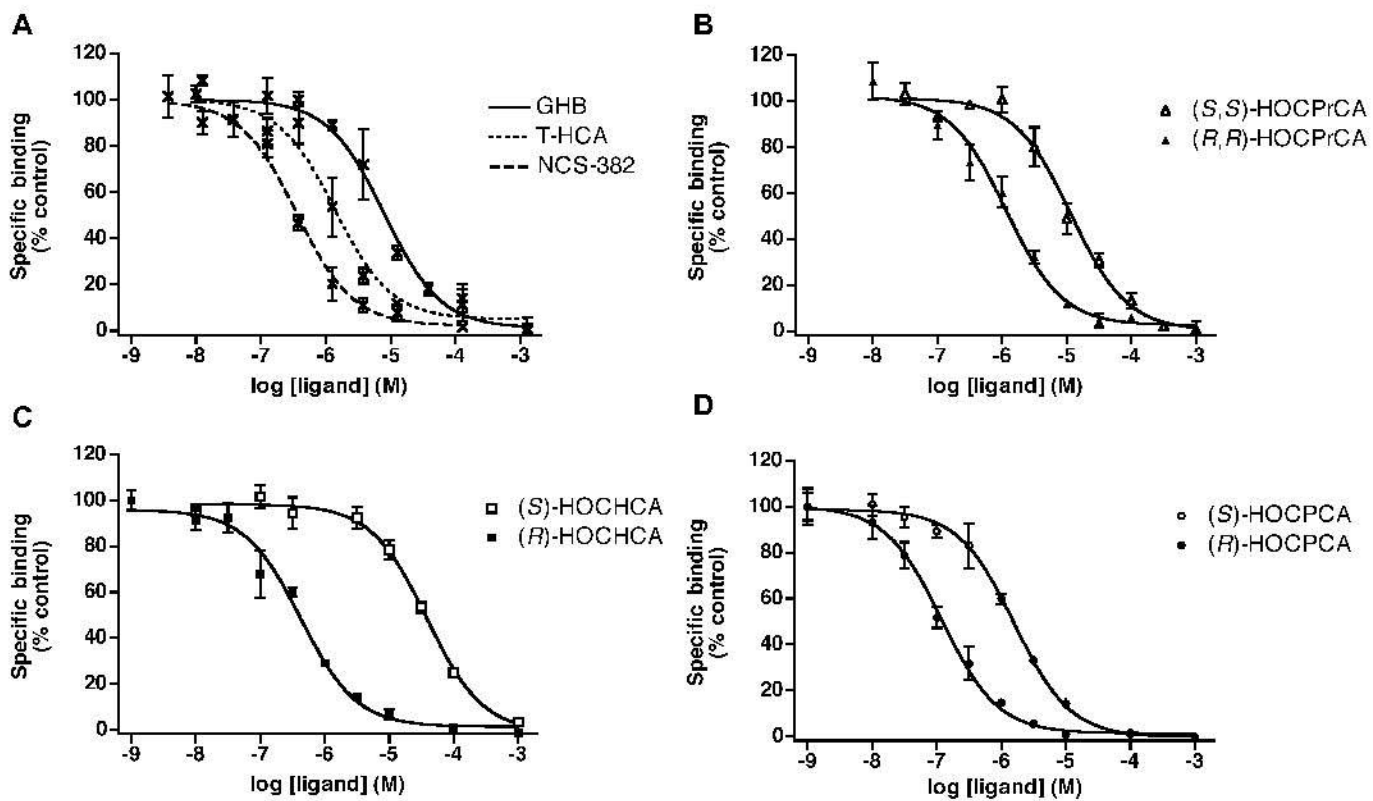 A
120
100
80
60
40
20
0
Specific binding
(% control)
GHB
T-HCA
NCS-382
-9 -8 -7 -6 -5 -4 -3
log [ligand] (M)
B
120
100
80
60
40
20
0
Specific binding
(% control)
(S,S)-HOCPrCA
(R,R)-HOCPrCA
-9 -8 -7 -6 -5 -4 -3
log [ligand] (M)
C
120
100
80
60
40
20
0
Specific binding
(% control)
(S)-HOCHCA
(R)-HOCHCA
-9 -8 -7 -6 -5 -4 -3
log [ligand] (M)
D
120
100
80
60
40
20
0
Specific binding
(% control)
(S)-HOCPCA
(R)-HOCPCA
-9 -8 -7 -6 -5 -4 -3
log [ligand] (M)